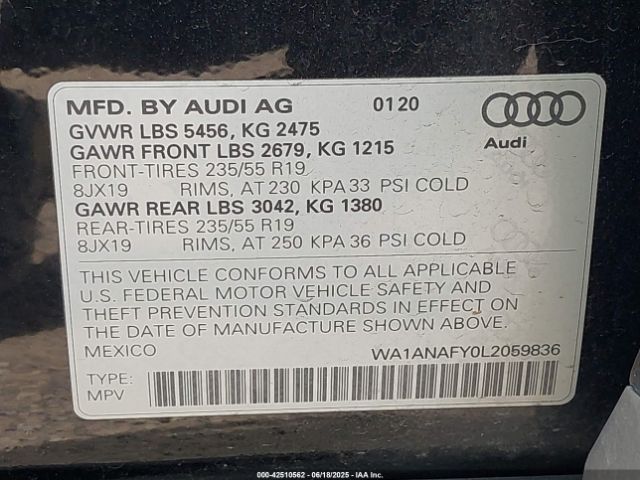 MFD. BY AUDI AG 0120
GVWR LBS 5456, KG 2475
GAWR FRONT LBS 2679, KG 1215
Audi
FRONT-TIRES 235/55 R19
8JX19 RIMS, AT 230 KPA 33 PSI COLD
GAWR REAR LBS 3042, KG 1380
REAR-TIRES 235/55 R19
8JX19 RIMS, AT 250 KPA 36 PSI COLD
THIS VEHICLE CONFORMS TO ALL APPLICABLE
U.S. FEDERAL MOTOR VEHICLE SAFETY AND
THEFT PREVENTION STANDARDS IN EFFECT ON
THE DATE OF MANUFACTURE SHOWN ABOVE.
MEXICO WA1ANAFY0L2059836
TYPE:
MPV
000-42510562 - 06/18/2025 - IAA Inc.